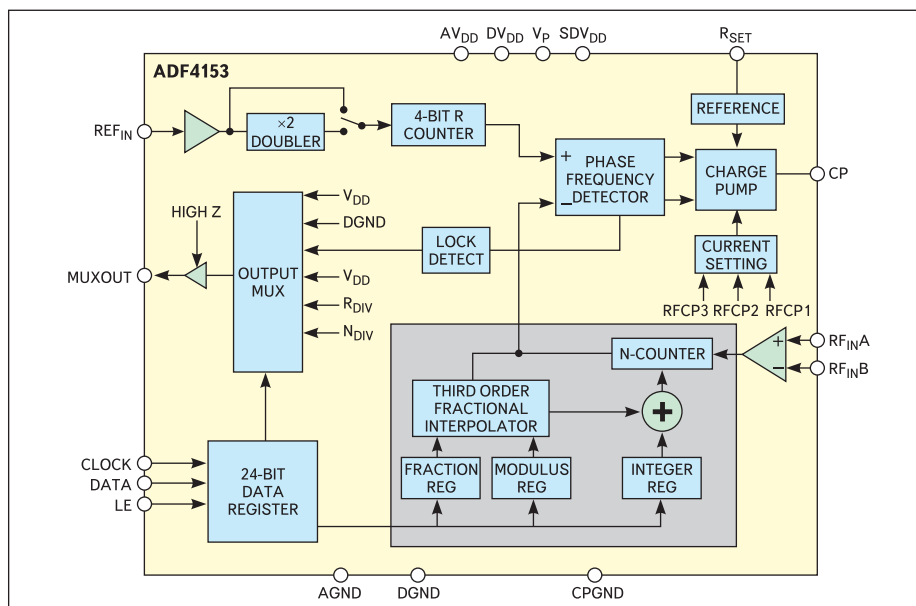 AVDD DVDD VP SDVDD RSET
ADF4153
REFIN
×2
DOUBLER
4-BIT R
COUNTER
REFERENCE
+
−
PHASE
FREQUENCY
DETECTOR
CHARGE
PUMP
CP
HIGH Z
MUXOUT
OUTPUT
MUX
VDD
DGND
VDD
RDIV
NDIV
LOCK
DETECT
CURRENT
SETTING
RFCP3 RFCP2 RFCP1
N-COUNTER
+
−
RFINA
RFINB
THIRD ORDER
FRACTIONAL
INTERPOLATOR
+
CLOCK
DATA
LE
24-BIT
DATA
REGISTER
FRACTION
REG
MODULUS
REG
INTEGER
REG
AGND DGND CPGND